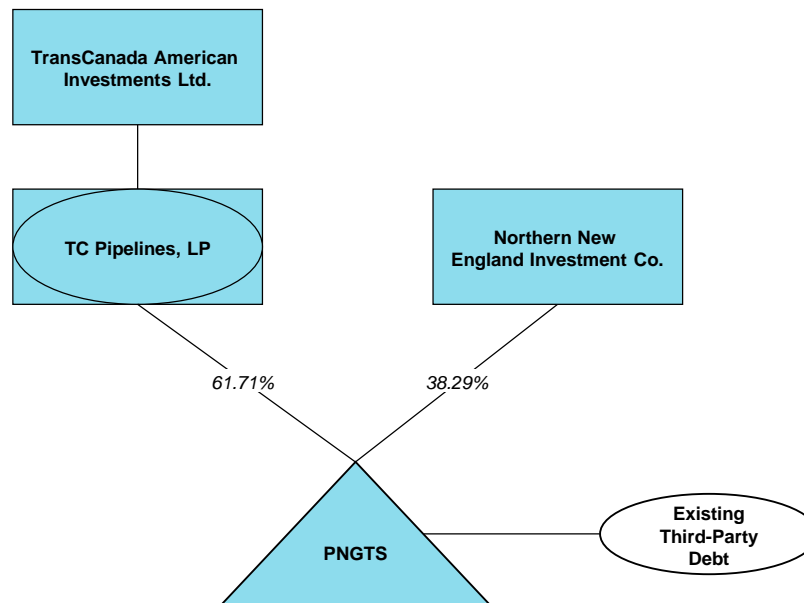 TransCanada American
Investments Ltd.
TC Pipelines, LP
Northern New
England Investment Co.
61.71%
38.29%
PNGTS
Existing
Third-Party
Debt